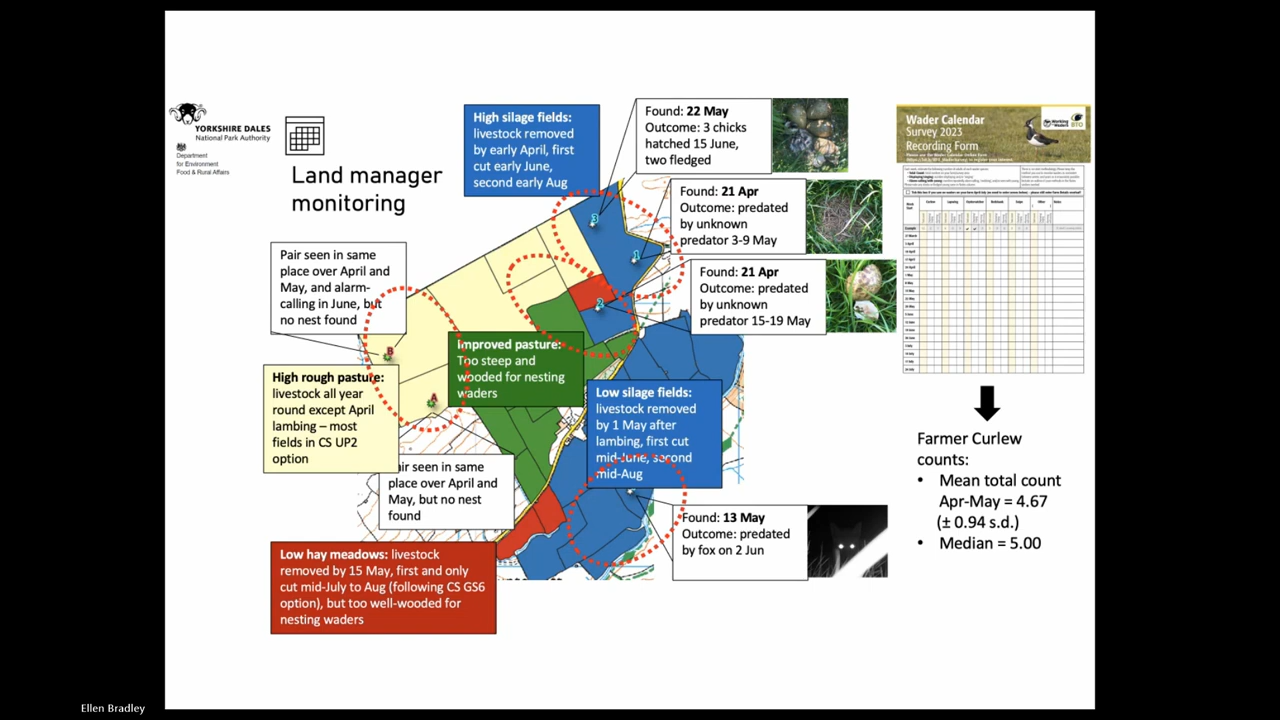 YORKSHIRE DALES
National Park Authority
Department
for Environment
Food & Rural Affairs
Land manager
monitoring
High silage fields:
livestock removed
by early April, first
cut early June,
second early Aug
Found: 22 May
Outcome: 3 chicks
hatched 15 June,
two fledged
Found: 21 Apr
Outcome: predated
by unknown
predator 3-9 May
Found: 21 Apr
Outcome: predated
by unknown
predator 15-19 May
Pair seen in same
place over April and
May, and alarm-
calling in June, but
no nest found
3
1
2
B
A
Improved pasture:
Too steep and
wooded for nesting
waders
High rough pasture:
livestock all year
round except April
lambing – most
fields in CS UP2
option
Low silage fields:
livestock removed
by 1 May after
lambing, first cut
mid-June, second
mid-Aug
Pair seen in same
place over April and
May, but no nest
found
Found: 13 May
Outcome: predated
by fox on 2 Jun
Low hay meadows: livestock
removed by 15 May, first and only
cut mid-July to Aug (following CS GS6
option), but too well-wooded for
nesting waders
Wader Calendar
Survey 2023
Recording Form
BTO
Farmer Curlew
counts:
• Mean total count
Apr-May = 4.67
(± 0.94 s.d.)
• Median = 5.00
Ellen Bradley